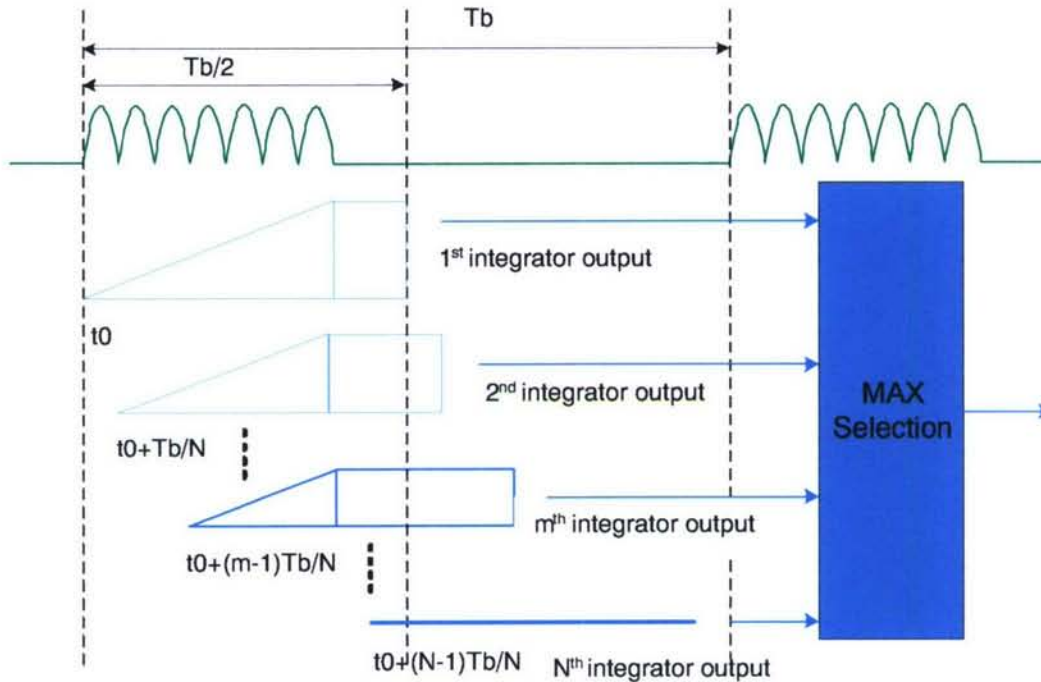 Tb
Tb/2
1st integrator output
t0
2nd integrator output
MAX
Selection
t0+Tb/N
mth integrator output
t0+(m-1)Tb/N
t0+(N-1)Tb/N
Nth integrator output